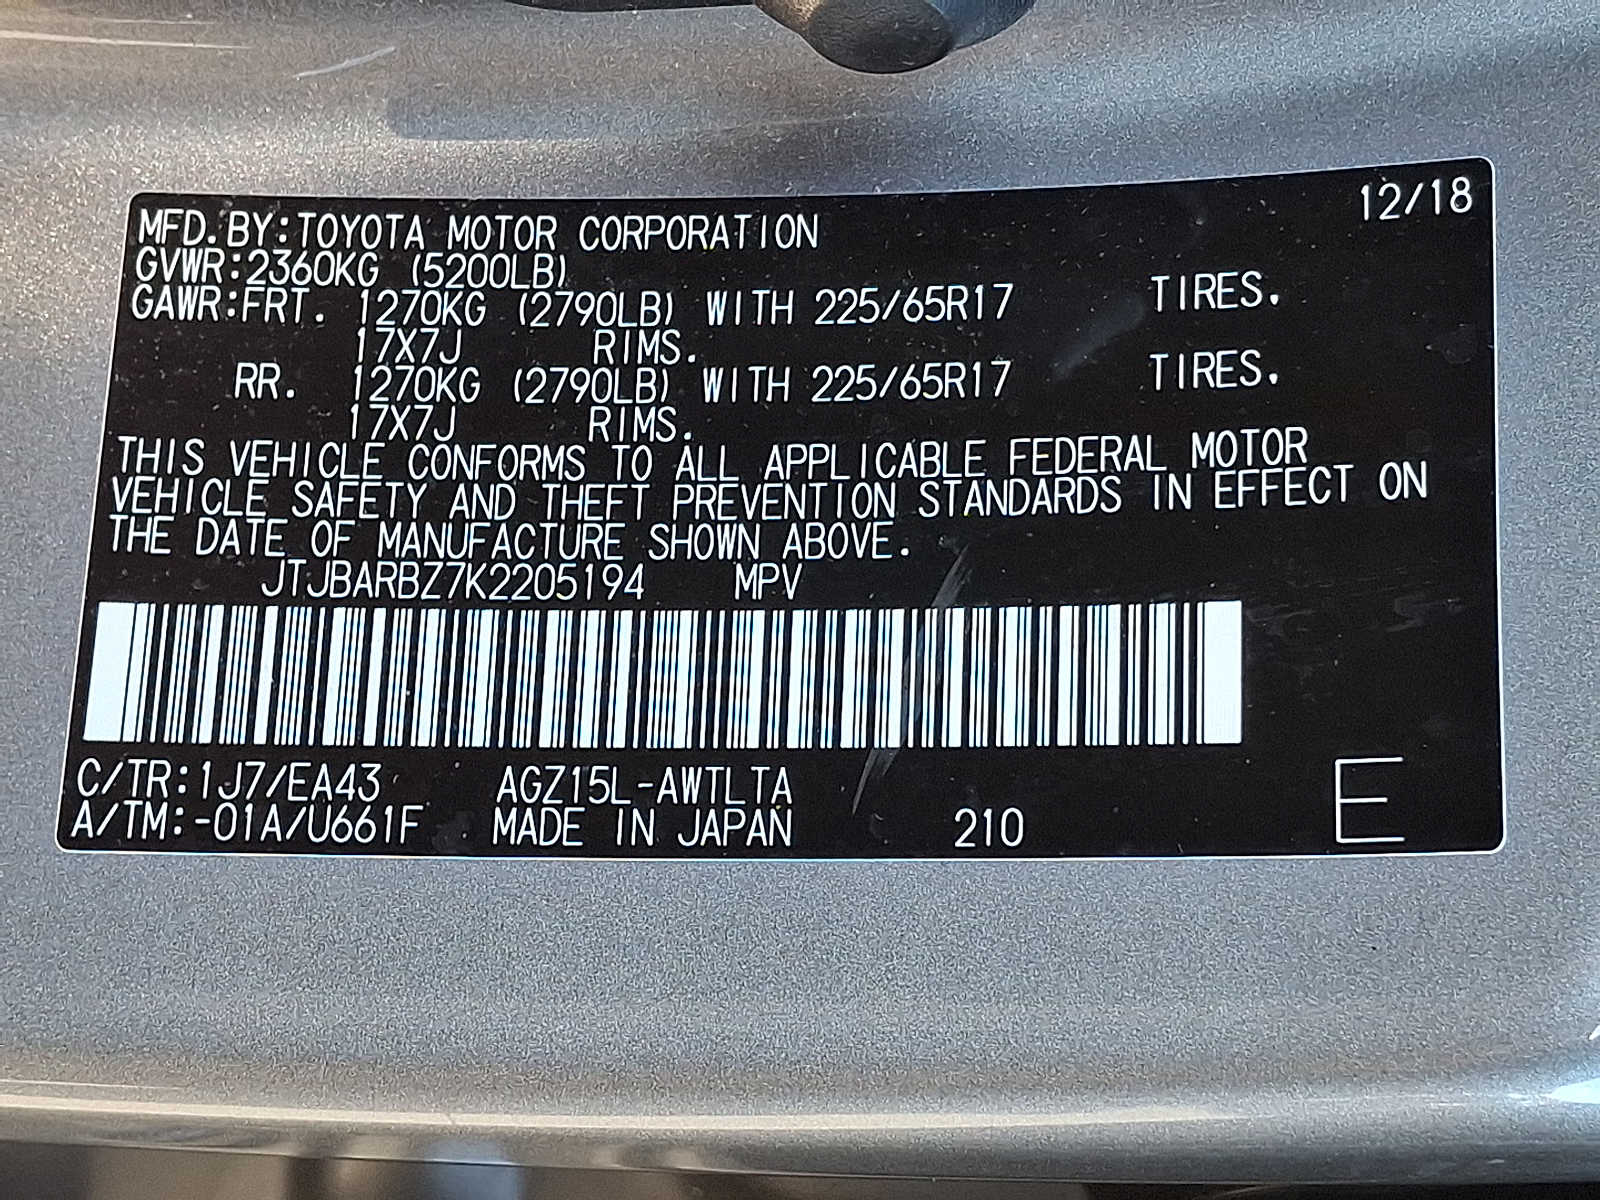 12/18
MFD.BY:TOYOTA MOTOR CORPORATION
GVWR:2360KG (5200LB)
GAWR:FRT. 1270KG (2790LB) WITH 225/65R17 TIRES.
17X7J RIMS.
RR. 1270KG (2790LB) WITH 225/65R17 TIRES.
17X7J RIMS.
THIS VEHICLE CONFORMS TO ALL APPLICABLE FEDERAL MOTOR
VEHICLE SAFETY AND THEFT PREVENTION STANDARDS IN EFFECT ON
THE DATE OF MANUFACTURE SHOWN ABOVE.
JTJBARBZ7K2205194 MPV
C/TR:1J7/EA43 AGZ15L-AWTLTA
A/TM:-01A/U661F MADE IN JAPAN 210 E